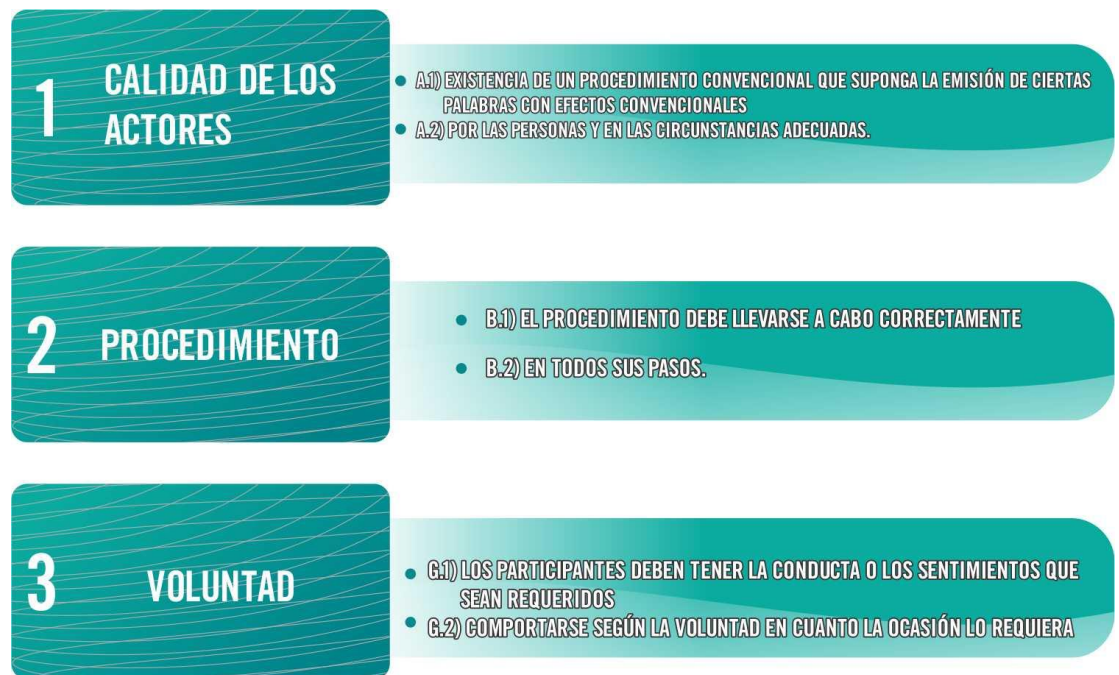 1
CALIDAD DE LOS
ACTORES
A.1) EXISTENCIA DE UN PROCEDIMIENTO CONVENCIONAL QUE SUPONGA LA EMISIÓN DE CIERTAS
PALABRAS CON EFECTOS CONVENCIONALES
A.2) POR LAS PERSONAS Y EN LAS CIRCUNSTANCIAS ADECUADAS.
2
PROCEDIMIENTO
B.1) EL PROCEDIMIENTO DEBE LLEVARSE A CABO CORRECTAMENTE
B.2) EN TODOS SUS PASOS.
3
VOLUNTAD
G.1) LOS PARTICIPANTES DEBEN TENER LA CONDUCTA O LOS SENTIMIENTOS QUE
SEAN REQUERIDOS
G.2) COMPORTARSE SEGÚN LA VOLUNTAD EN CUANTO LA OCASIÓN LO REQUIERA